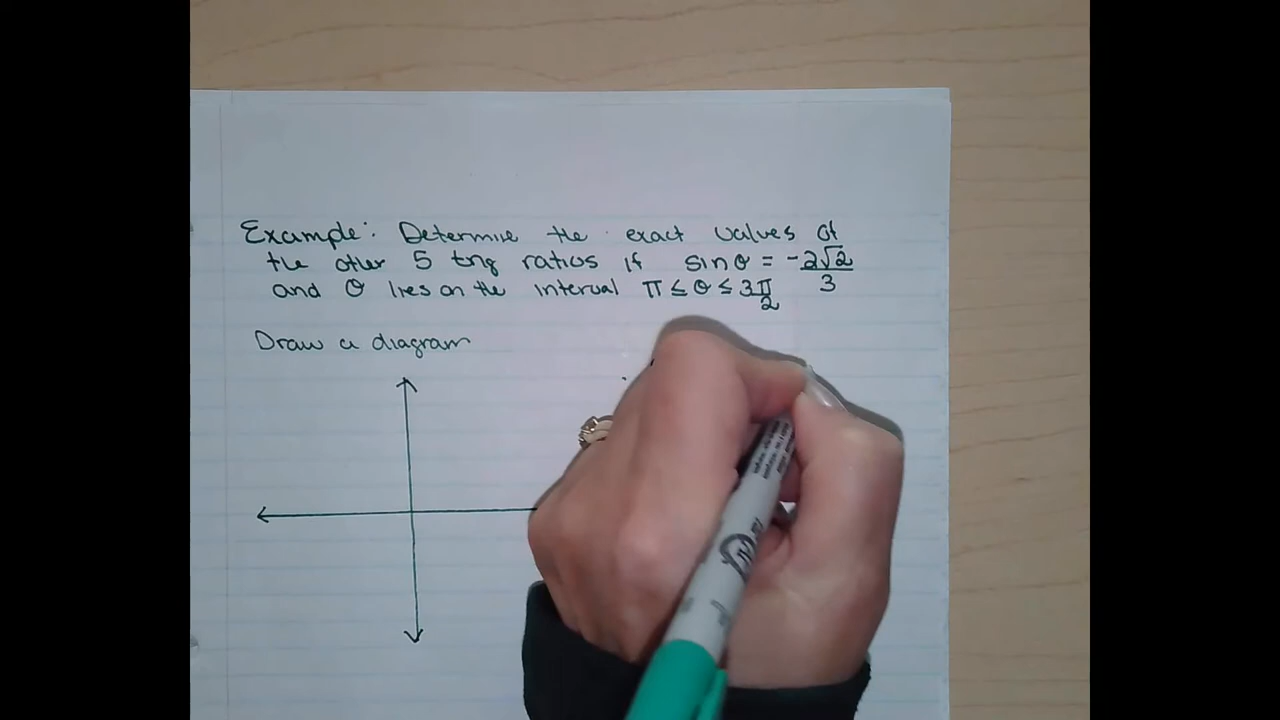 Example: Determine the exact values of
the other 5 trig ratios if sinθ = -2√2/3
and θ lies on the interval π ≤ θ ≤ 3π/2
Draw a diagram